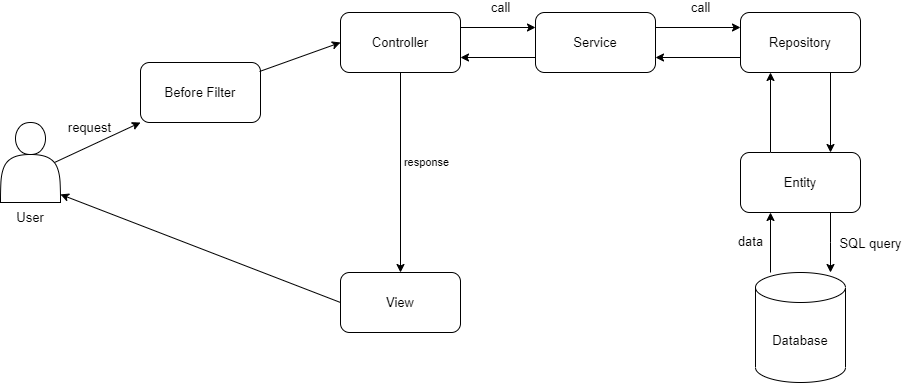 call
call
Controller
Service
Repository
Before Filter
request
response
Entity
User
data
SQL query
View
Database